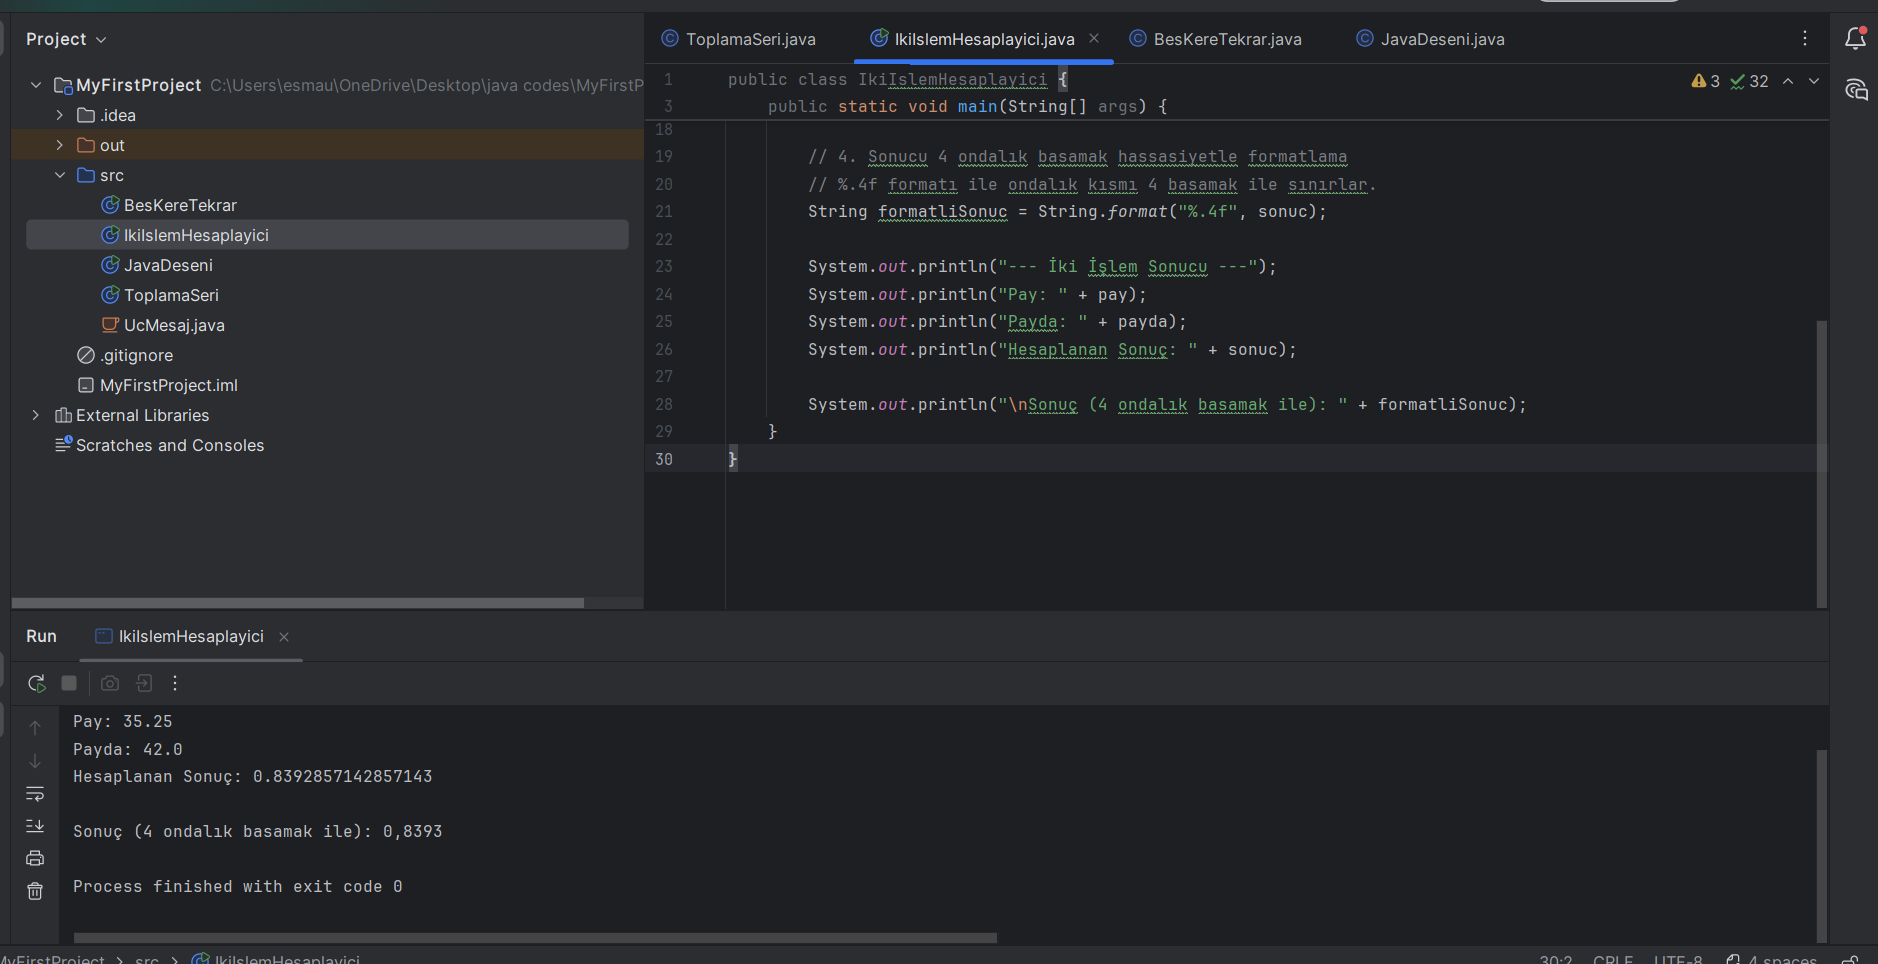 Project
MyFirstProject C:\Users\esmau\OneDrive\Desktop\java codes\MyFirstP
.idea
out
src
BesKereTekrar
IkiIslemHesaplayici
JavaDeseni
ToplamaSeri
UcMesaj.java
.gitignore
MyFirstProject.iml
External Libraries
Scratches and Consoles
ToplamaSeri.java IkiIslemHesaplayici.java BesKereTekrar.java JavaDeseni.java
3 32
1 public class IkiIslemHesaplayici {
3 public static void main(String[] args) {
18
19 // 4. Sonucu 4 ondalık basamak hassasiyetle formatlama
20 // %.4f formatı ile ondalık kısmı 4 basamak ile sınırlar.
21 String formatliSonuc = String.format("%.4f", sonuc);
22
23 System.out.println("--- İki İşlem Sonucu ---");
24 System.out.println("Pay: " + pay);
25 System.out.println("Payda: " + payda);
26 System.out.println("Hesaplanan Sonuç: " + sonuc);
27
28 System.out.println("\nSonuç (4 ondalık basamak ile): " + formatliSonuc);
29 }
30 }
Run IkiIslemHesaplayici
Pay: 35.25
Payda: 42.0
Hesaplanan Sonuç: 0.8392857142857143
Sonuç (4 ondalık basamak ile): 0,8393
Process finished with exit code 0
MyFirstProject > src > IkiIslemHesaplayici
30:2 CRLF UTF-8 4 spaces